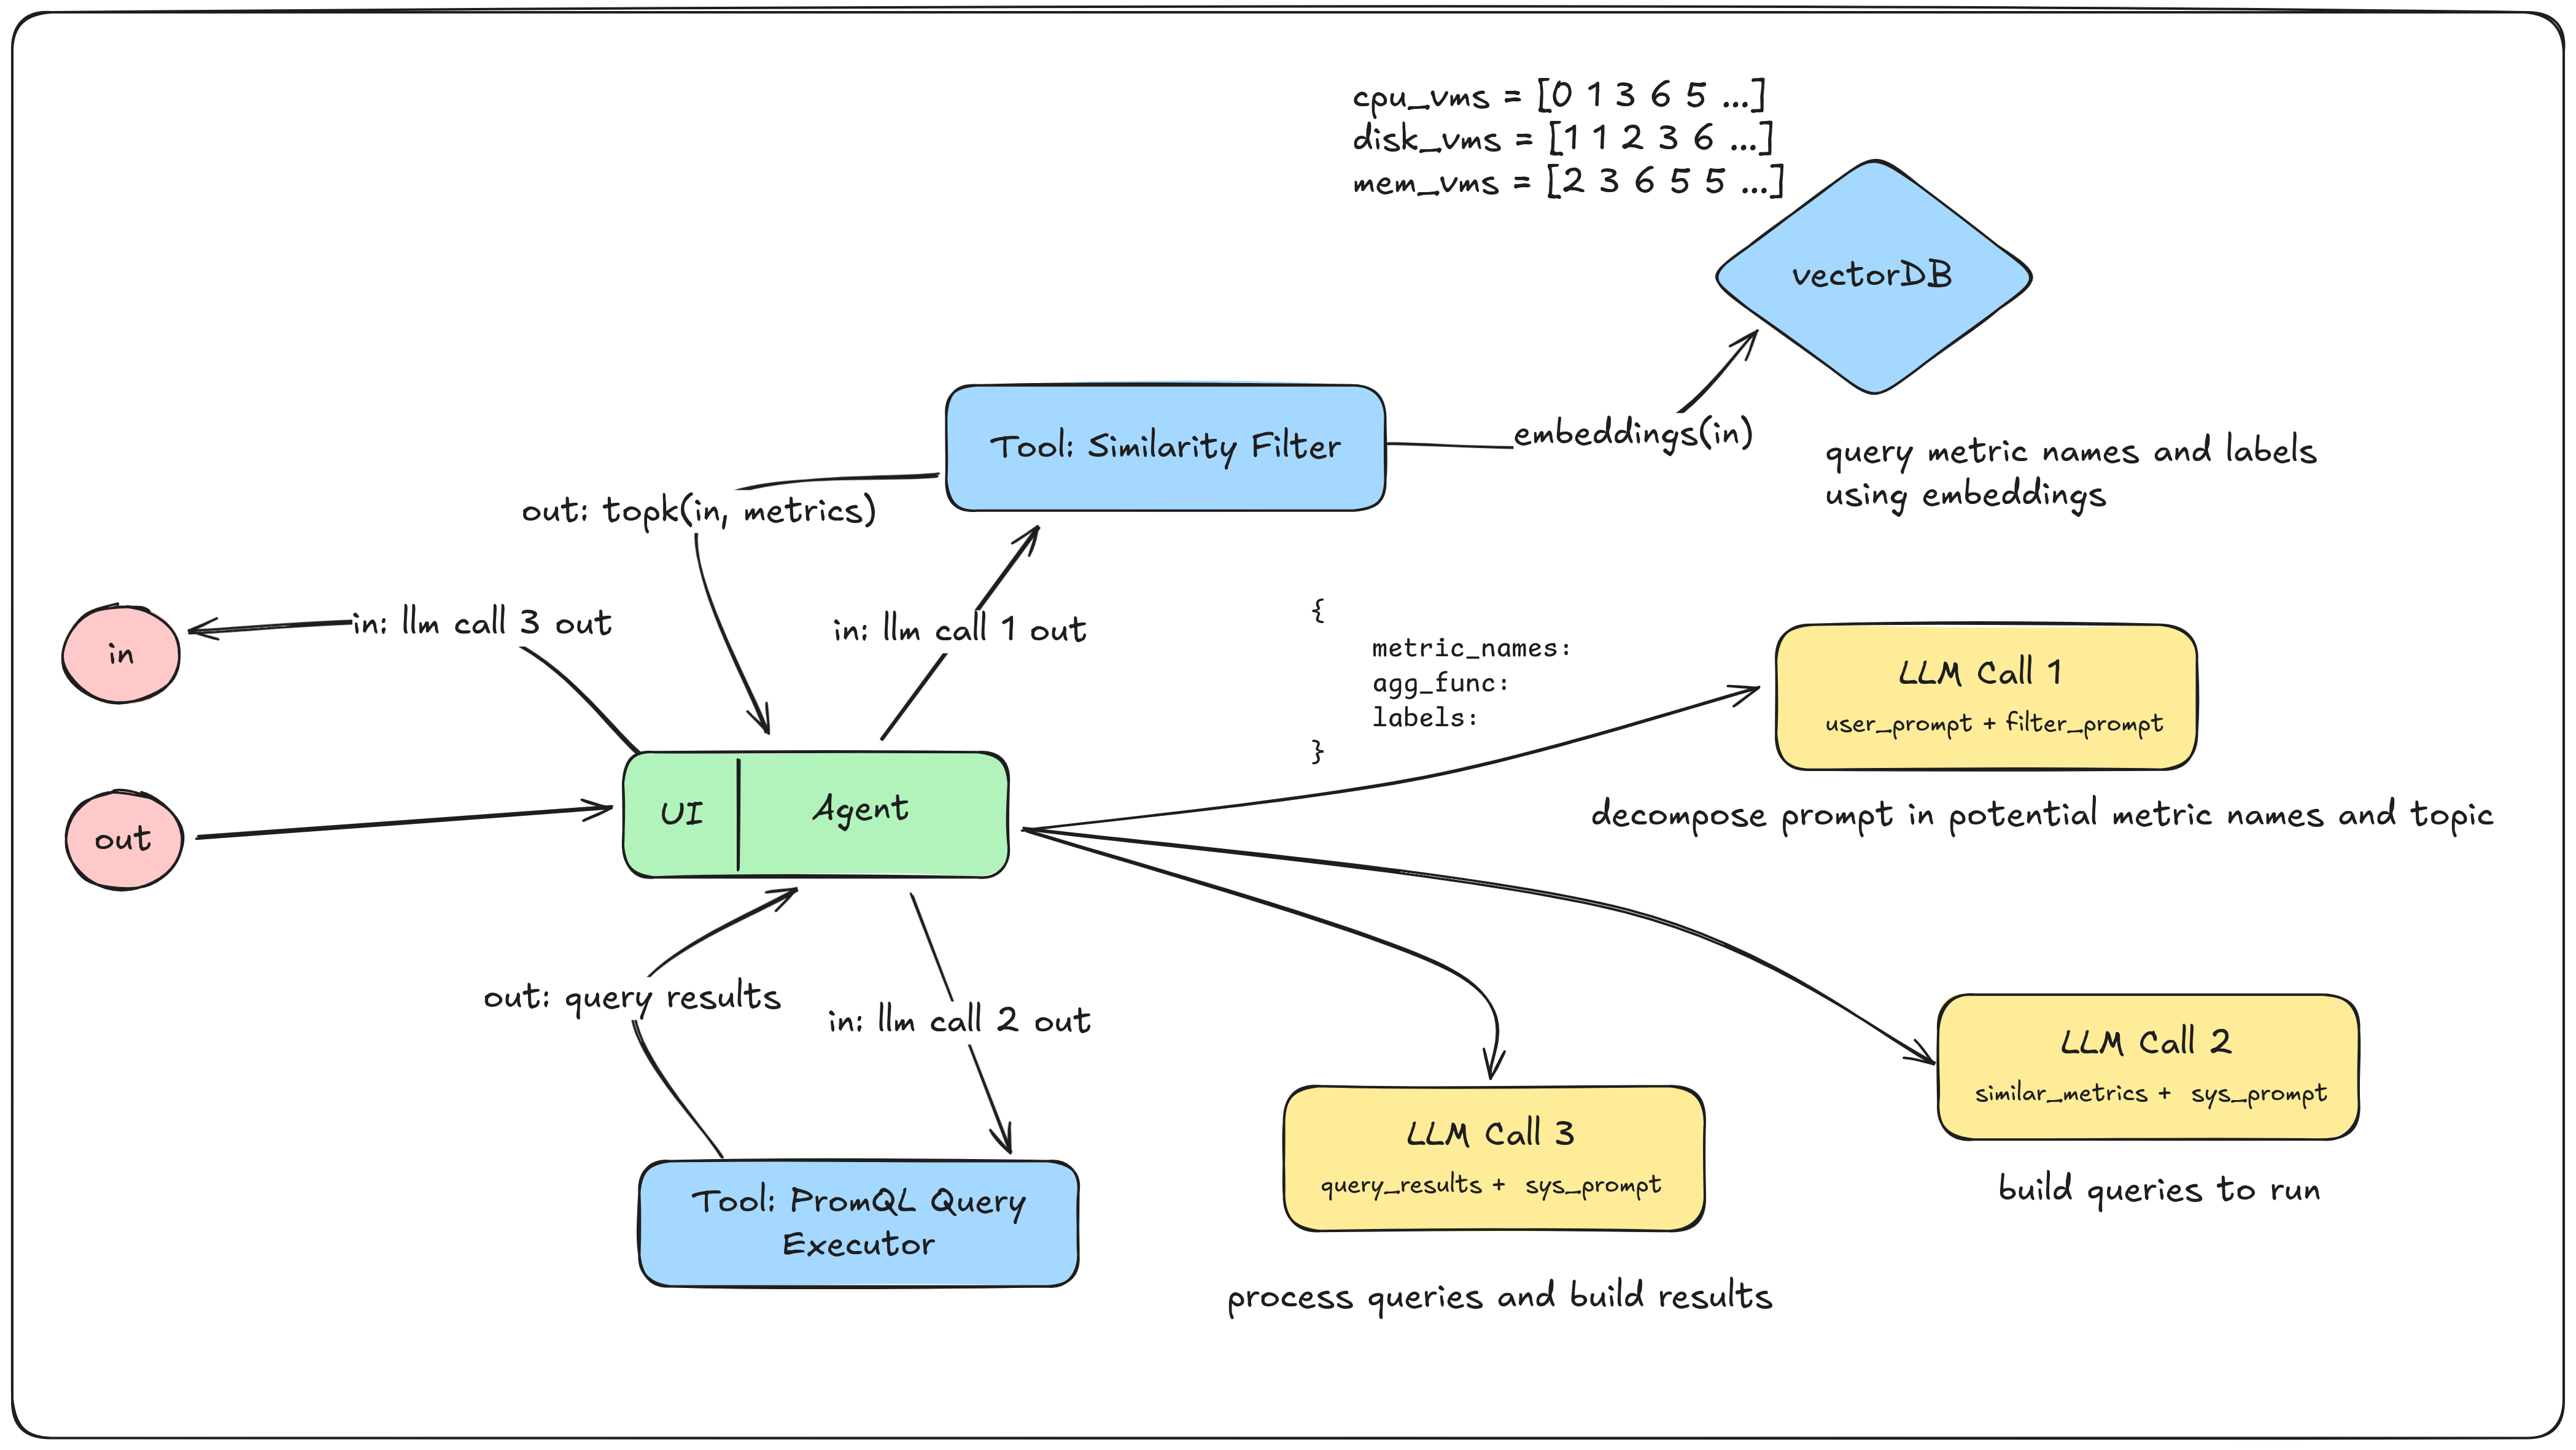 cpu_vms = [0 1 3 6 5 ...]
disk_vms = [1 1 2 3 6 ...]
mem_vms = [2 3 6 5 5 ...]
vectorDB
Tool: Similarity Filter
embeddings(in)
query metric names and labels
using embeddings
out: topk(in, metrics)
in: llm call 3 out
in: llm call 1 out
in
{
metric_names:
agg_func:
labels:
}
LLM Call 1
user_prompt + filter_prompt
decompose prompt in potential metric names and topic
out
UI
Agent
out: query results
in: llm call 2 out
LLM Call 2
similar_metrics + sys_prompt
build queries to run
LLM Call 3
query_results + sys_prompt
process queries and build results
Tool: PromQL Query
Executor